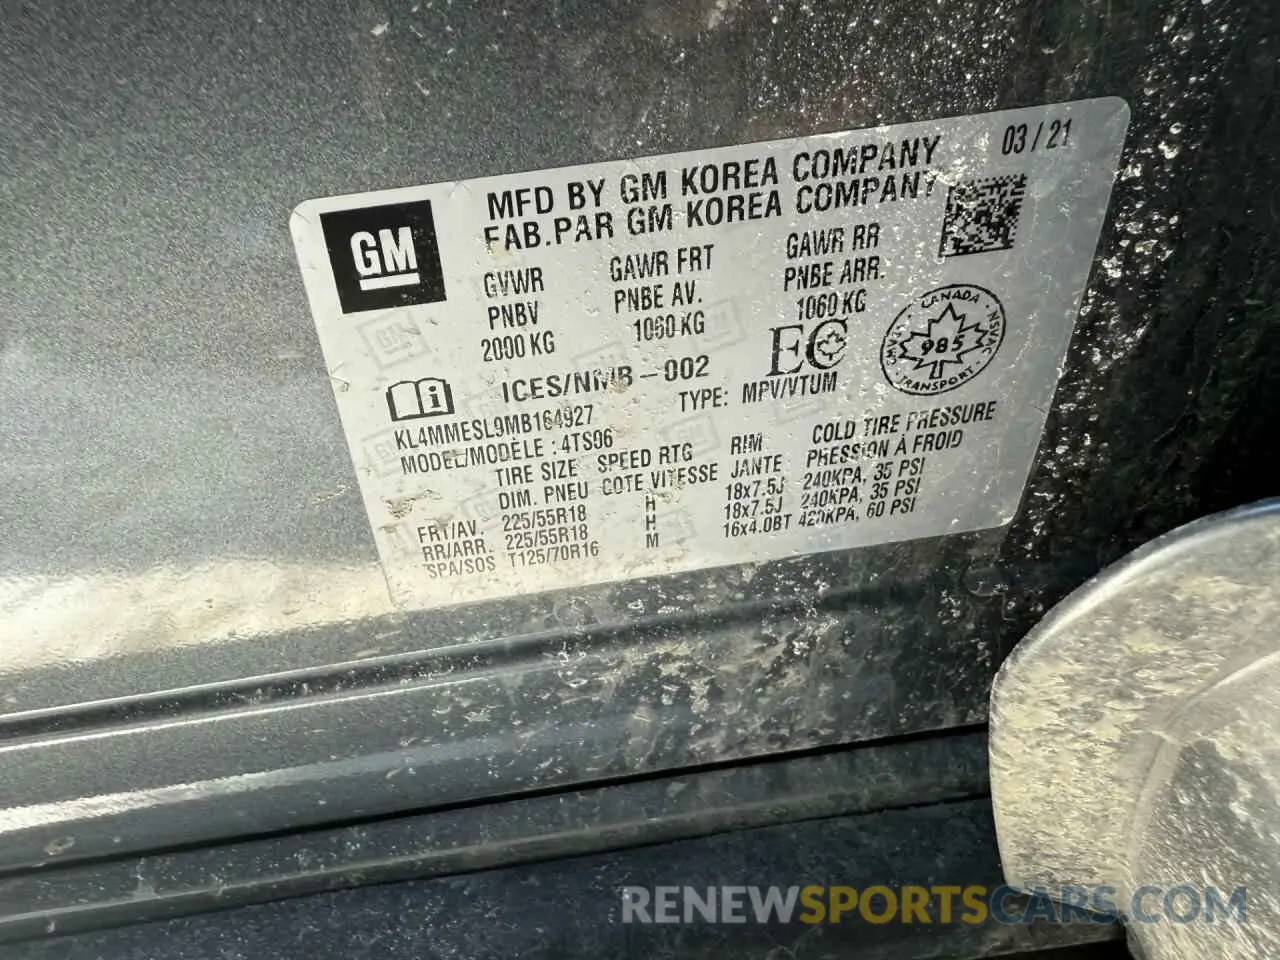 GM
MFD BY GM KOREA COMPANY
03 / 21
FAB.PAR GM KOREA COMPANY
GVWR GAWR FRT GAWR RR
PNBV PNBE AV. PNBE ARR.
2000 KG 1060 KG 1060 KG
EC
CANADA
985
TRANSPORT
ICES/NMB-002
TYPE: MPV/VTUM
KL4MMESL9MB164927
MODEL/MODÈLE : 4TS06
TIRE SIZE SPEED RTG RIM COLD TIRE PRESSURE
DIM. PNEU COTE VITESSE JANTE PRESSION À FROID
FRT/AV. 225/55R18 H 18x7.5J 240KPA, 35 PSI
RR/ARR. 225/55R18 H 18x7.5J 240KPA, 35 PSI
SPA/SOS T125/70R16 M 16x4.0BT 420KPA, 60 PSI
RENEWSPORTSCARS.COM